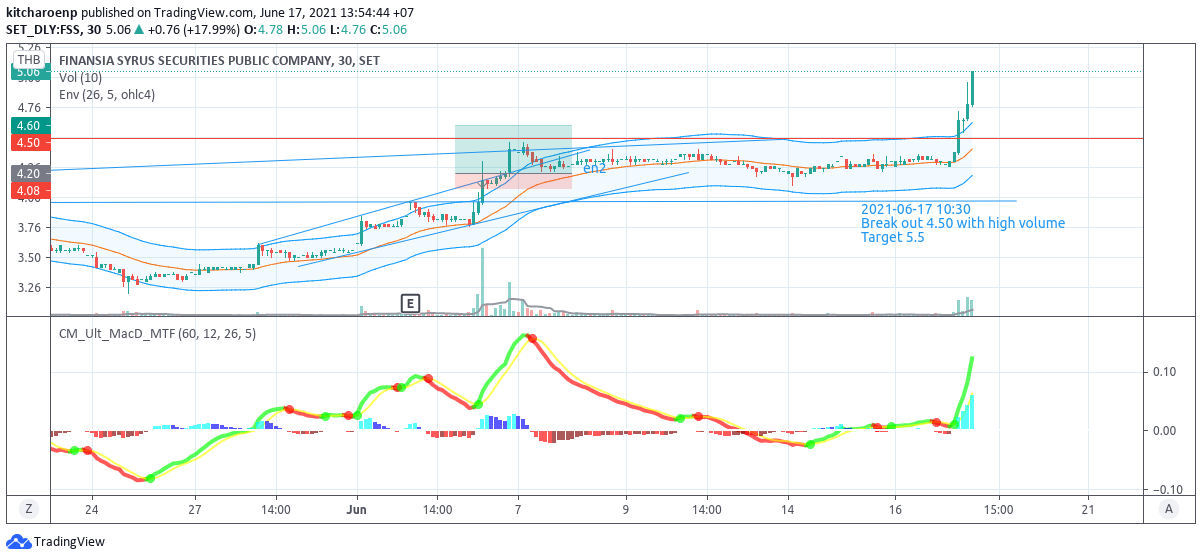 kitcharoenp published on TradingView.com, June 17, 2021 13:54:44 +07
SET_DLY:FSS, 30 5.06 ▲ +0.76 (+17.99%) O:4.78 H:5.06 L:4.76 C:5.06
5.26
THB
FINANSIA SYRUS SECURITIES PUBLIC COMPANY, 30, SET
5.06
Vol (10)
Env (26, 5, ohlc4)
4.76
4.60
4.50
4.20
4.08
4.00
3.76
3.50
3.26
en2
2021-06-17 10:30
Break out 4.50 with high volume
Target 5.5
E
CM_Ult_MacD_MTF (60, 12, 26, 5)
0.10
0.00
−0.10
Z
24
27
14:00
Jun
14:00
7
9
14:00
14
16
15:00
21
A
TradingView